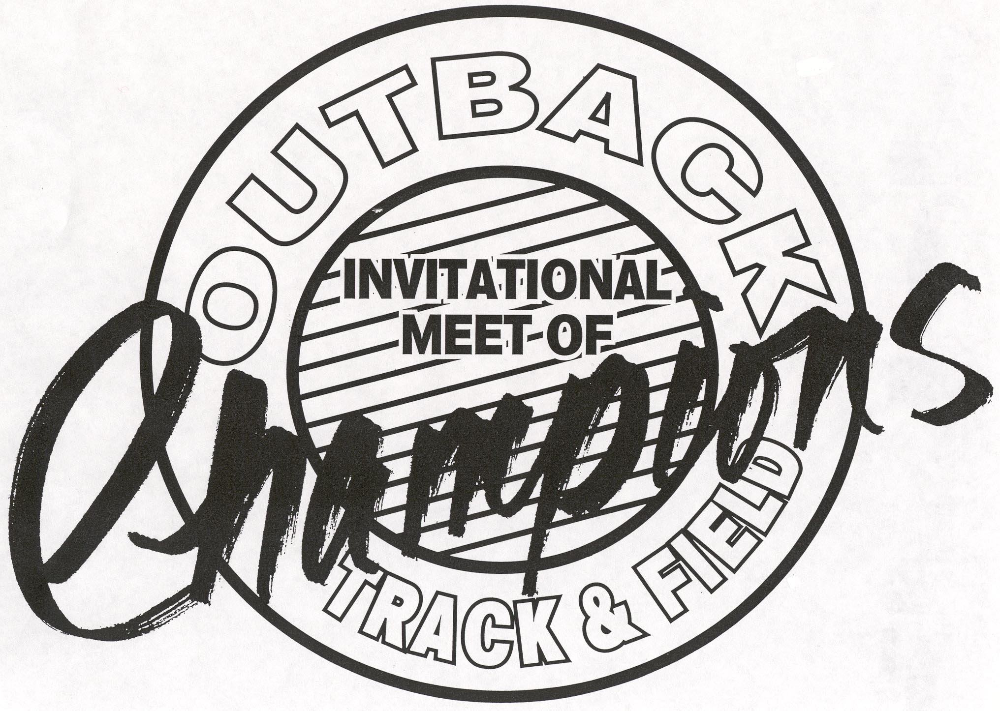 OUTBACK
INVITATIONAL
MEET OF
Champions
TRACK & FIELD